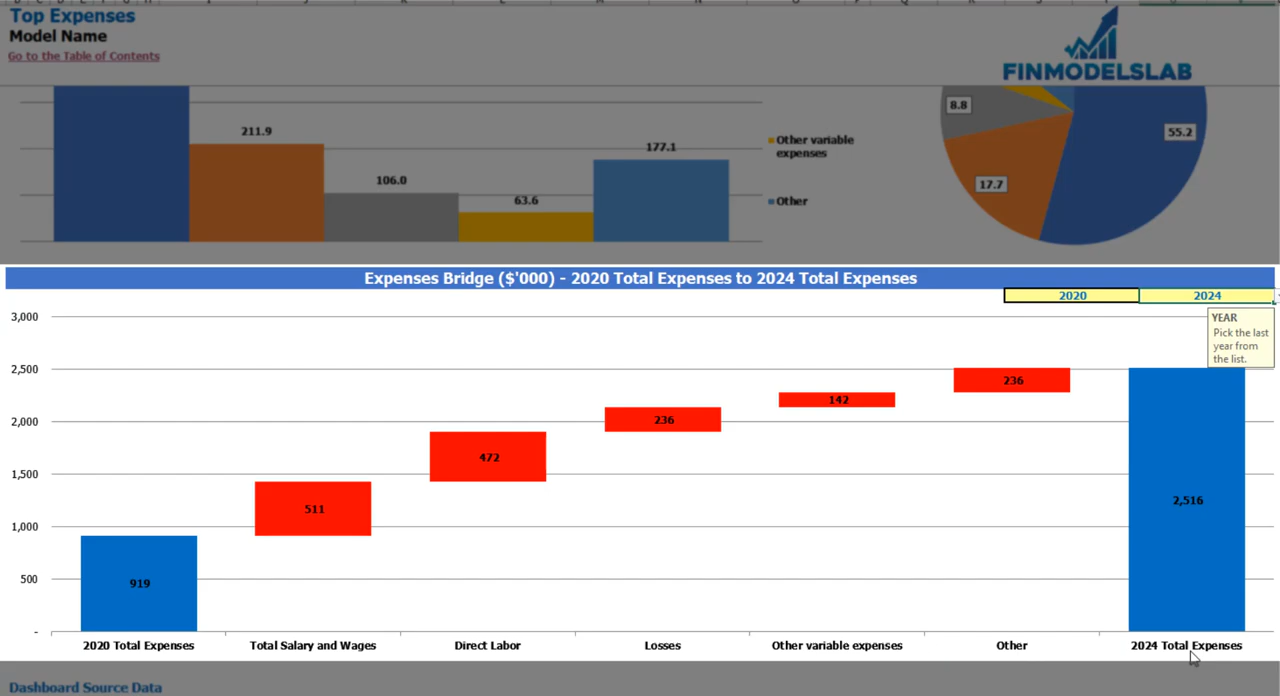 Top Expenses
Model Name
Go to the Table of Contents
FINMODELSLAB
211.9
106.0
63.6
177.1
Other variable
expenses
Other
8.8
17.7
55.2
Expenses Bridge ($'000) - 2020 Total Expenses to 2024 Total Expenses
2020 2024
YEAR
Pick the last
year from
the list.
3,000
2,500
2,000
1,500
1,000
500
-
919
511
472
236
142
236
2,516
2020 Total Expenses
Total Salary and Wages
Direct Labor
Losses
Other variable expenses
Other
2024 Total Expenses
Dashboard Source Data